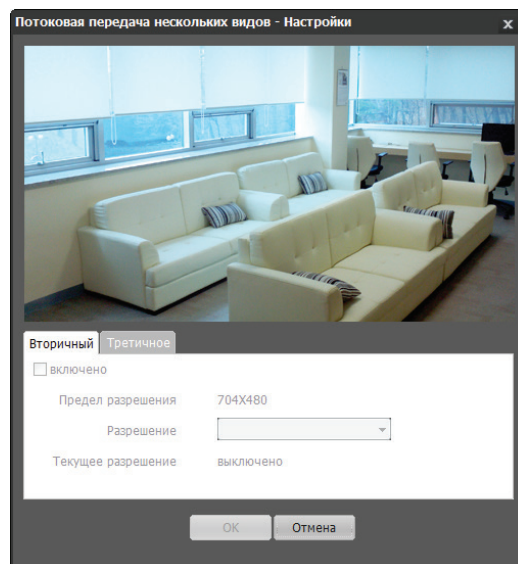 Потоковая передача нескольких видов - Настройки x
Вторичный Третичное
включено
Предел разрешения 704X480
Разрешение
Текущее разрешение выключено
OK Отмена